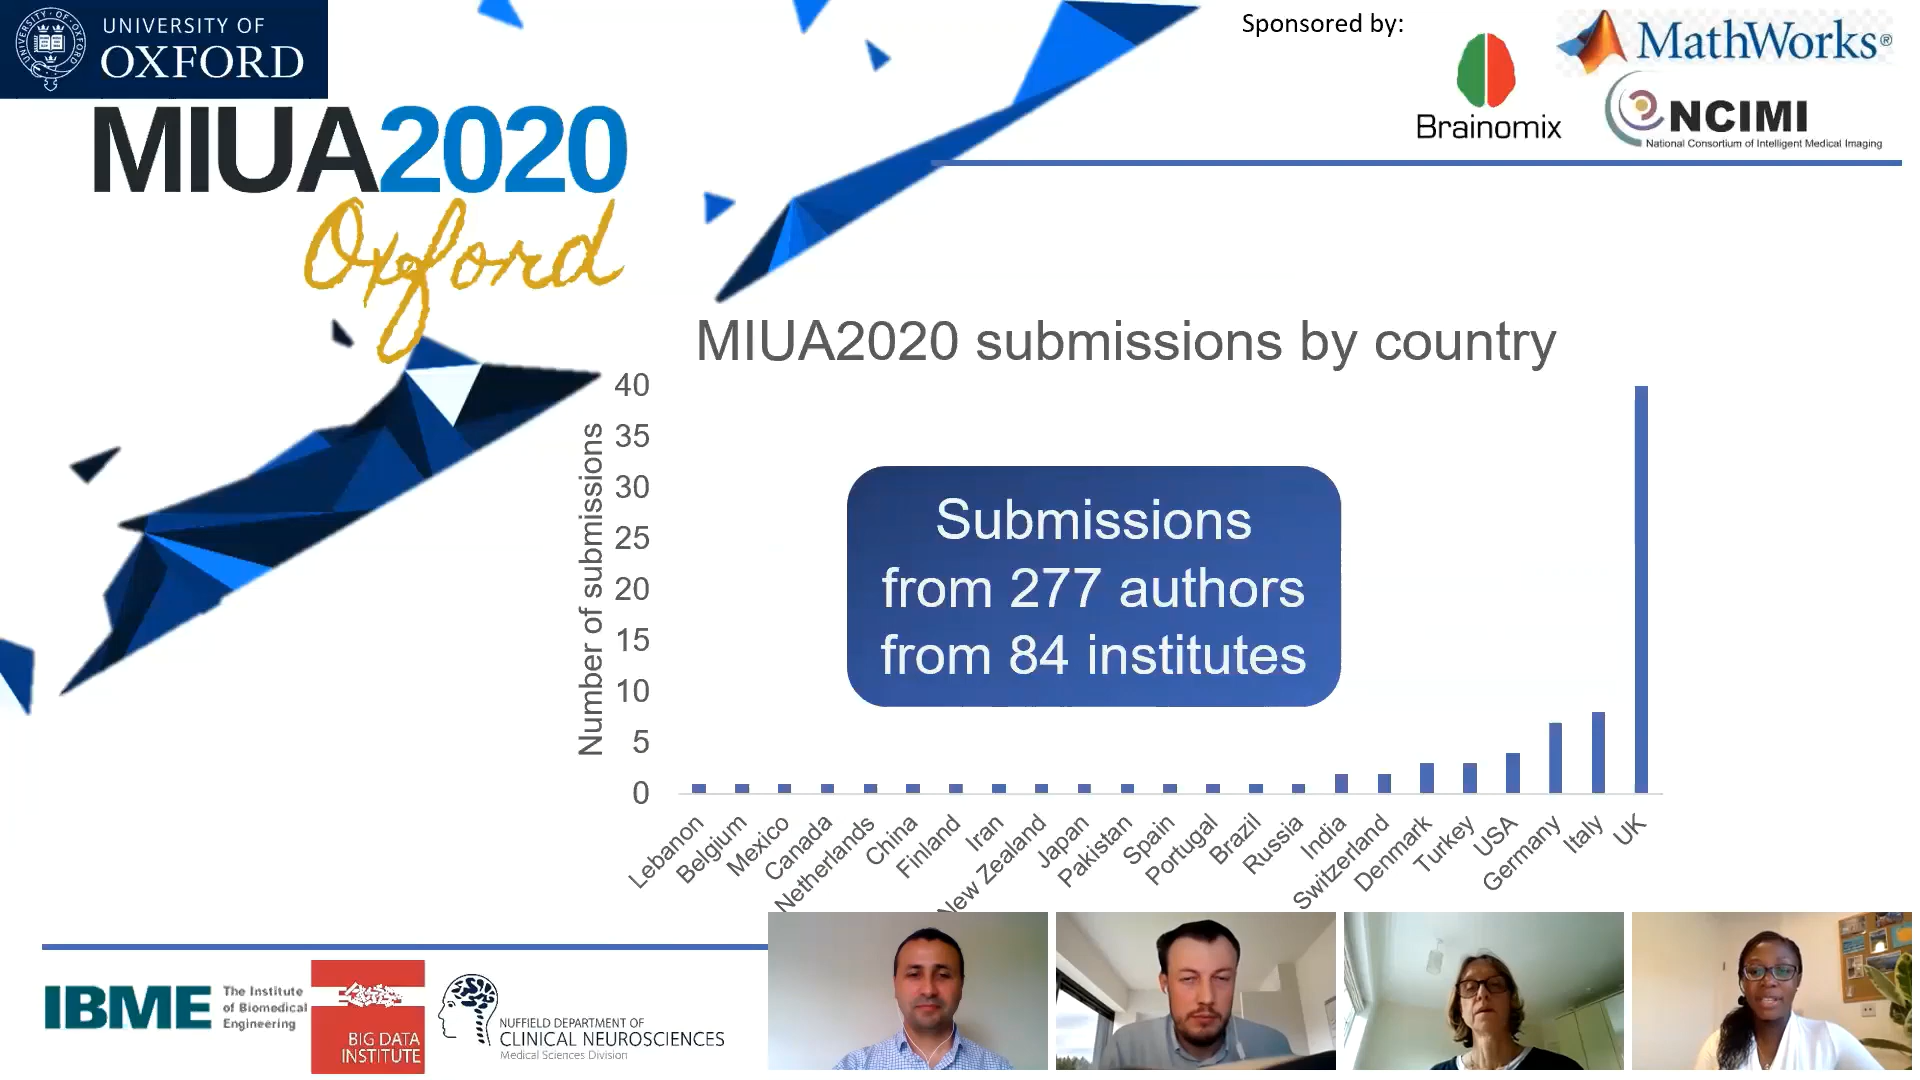 UNIVERSITY OF
OXFORD
MIUA2020
Oxford
Sponsored by:
Brainomix
MathWorks®
NCIMI
National Consortium of Intelligent Medical Imaging
MIUA2020 submissions by country
Number of submissions
40
35
30
25
20
15
10
5
0
Submissions
from 277 authors
from 84 institutes
Lebanon
Belgium
Mexico
Canada
Netherlands
China
Finland
Iran
New Zealand
Japan
Pakistan
Spain
Portugal
Brazil
Russia
India
Switzerland
Denmark
Turkey
USA
Germany
Italy
UK
IBME
The Institute
of Biomedical
Engineering
BIG DATA
INSTITUTE
NUFFIELD DEPARTMENT OF
CLINICAL NEUROSCIENCES
Medical Sciences Division